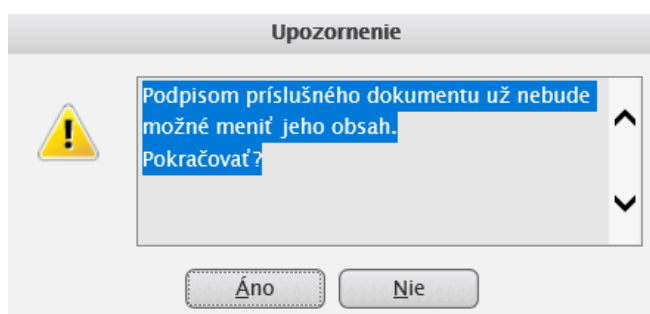 Upozornenie
Podpisom príslušného dokumentu už nebude
možné meniť jeho obsah.
Pokračovať?
Áno
Nie